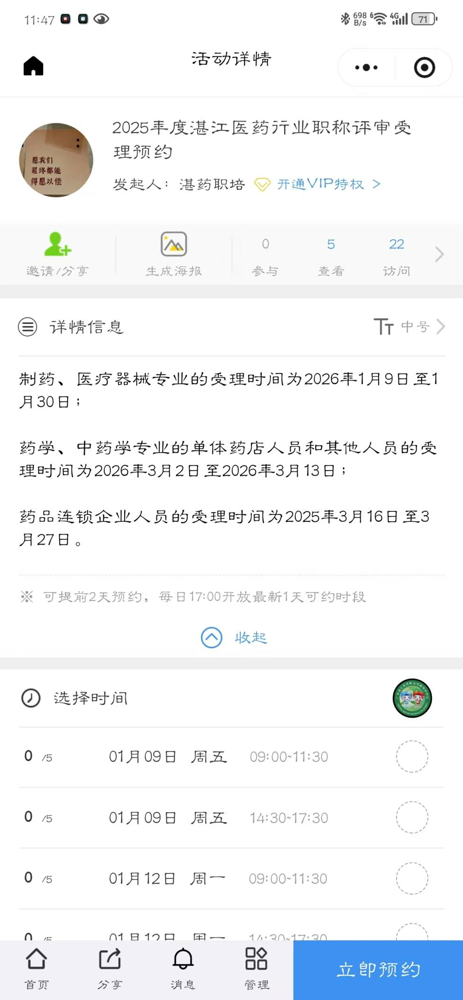 11:47
698 B/s 6 4G 71
活动详情
2025年度湛江医药行业职称评审受
理预约
愿我们
最终都能
得愿以偿
发起人：湛药职培 开通VIP特权 >
0 5 22
邀请/分享 生成海报 参与 查看 访问
详情信息 TT 中号
制药、医疗器械专业的受理时间为2026年1月9日至1
月30日；
药学、中药学专业的单体药店人员和其他人员的受
理时间为2026年3月2日至2026年3月13日；
药品连锁企业人员的受理时间为2025年3月16日至3
月27日。
※ 可提前2天预约，每日17:00开放最新1天可约时段
收起
选择时间
0 /5 01月09日 周五 09:00~11:30
0 /5 01月09日 周五 14:30~17:30
0 /5 01月12日 周一 09:00~11:30
0 /5 01月12日 周一 14:30~17:30
首页 分享 消息 管理 立即预约